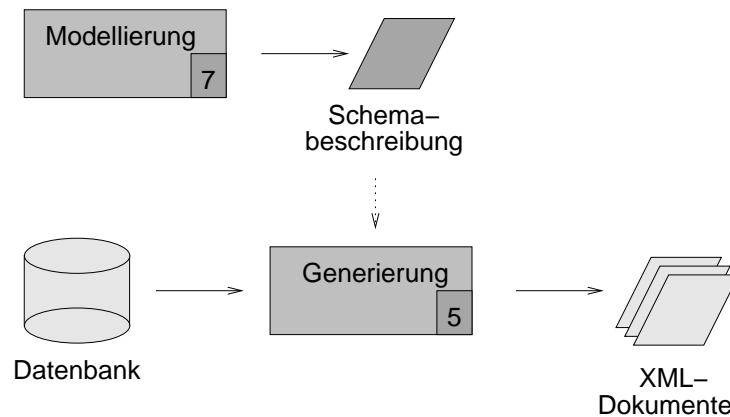 Modellierung
7
Schema–
beschreibung
Generierung
5
Datenbank
XML–
Dokumente